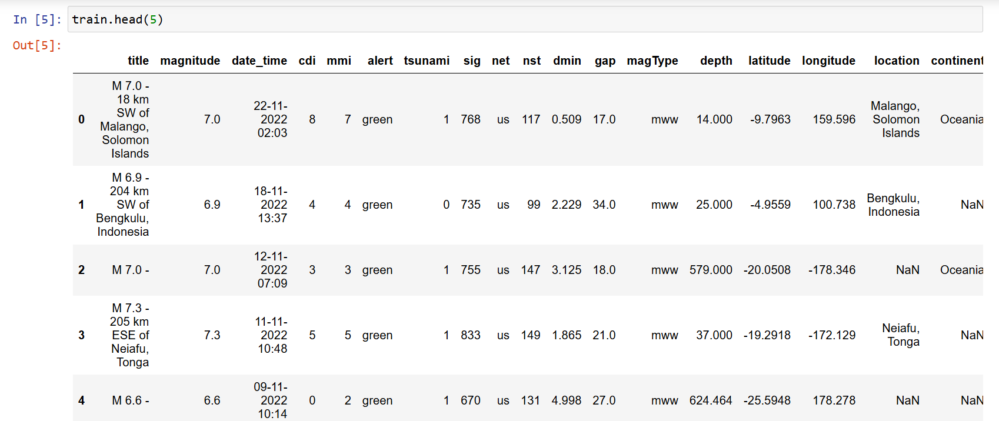 In [5]: train.head(5)
Out[5]:
title magnitude date_time cdi mmi alert tsunami sig net nst dmin gap magType depth latitude longitude location continent
0 M 7.0 - 18 km SW of Malango, Solomon Islands 7.0 22-11-2022 02:03 8 7 green 1 768 us 117 0.509 17.0 mww 14.000 -9.7963 159.596 Malango, Solomon Islands Oceania
1 M 6.9 - 204 km SW of Bengkulu, Indonesia 6.9 18-11-2022 13:37 4 4 green 0 735 us 99 2.229 34.0 mww 25.000 -4.9559 100.738 Bengkulu, Indonesia NaN
2 M 7.0 - 7.0 12-11-2022 07:09 3 3 green 1 755 us 147 3.125 18.0 mww 579.000 -20.0508 -178.346 NaN Oceania
3 M 7.3 - 205 km ESE of Neiafu, Tonga 7.3 11-11-2022 10:48 5 5 green 1 833 us 149 1.865 21.0 mww 37.000 -19.2918 -172.129 Neiafu, Tonga NaN
4 M 6.6 - 6.6 09-11-2022 10:14 0 2 green 1 670 us 131 4.998 27.0 mww 624.464 -25.5948 178.278 NaN NaN